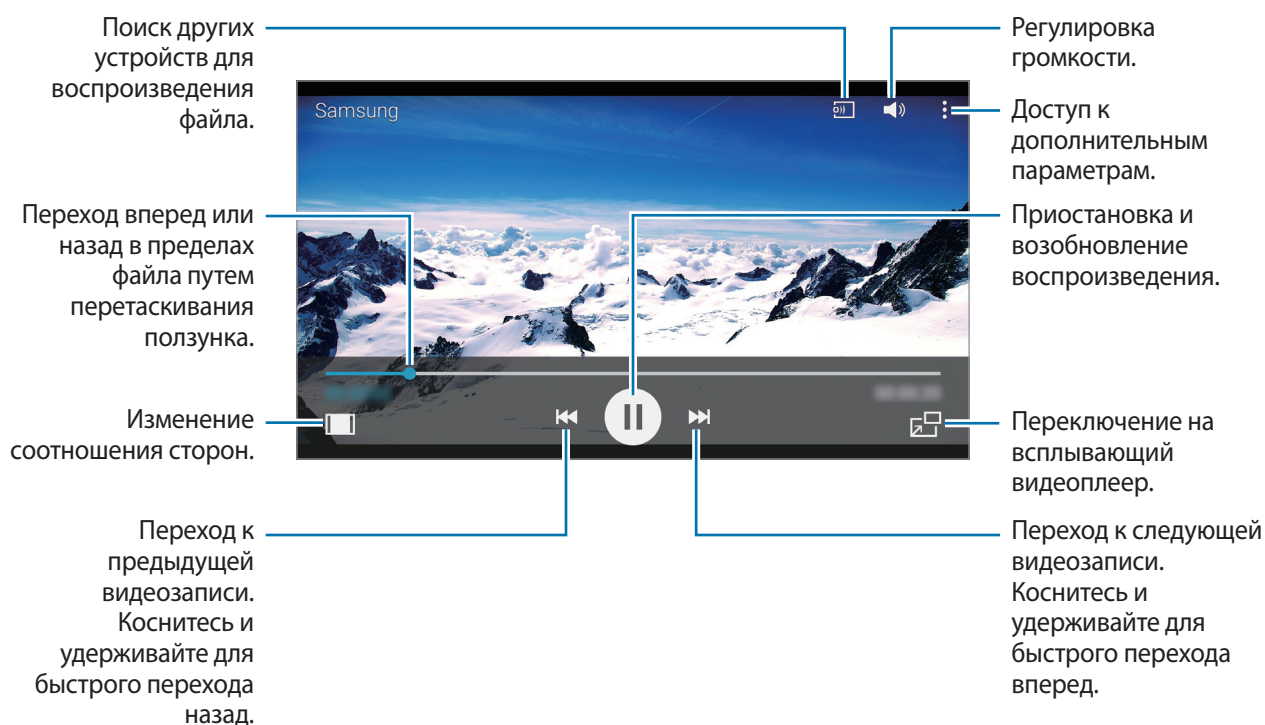 Поиск других
устройств для
воспроизведения
файла.
Регулировка
громкости.
Samsung
Доступ к
дополнительным
параметрам.
Переход вперед или
назад в пределах
файла путем
перетаскивания
ползунка.
Приостановка и
возобновление
воспроизведения.
Изменение
соотношения сторон.
Переключение на
всплывающий
видеоплеер.
Переход к
предыдущей
видеозаписи.
Коснитесь и
удерживайте для
быстрого перехода
назад.
Переход к следующей
видеозаписи.
Коснитесь и
удерживайте для
быстрого перехода
вперед.